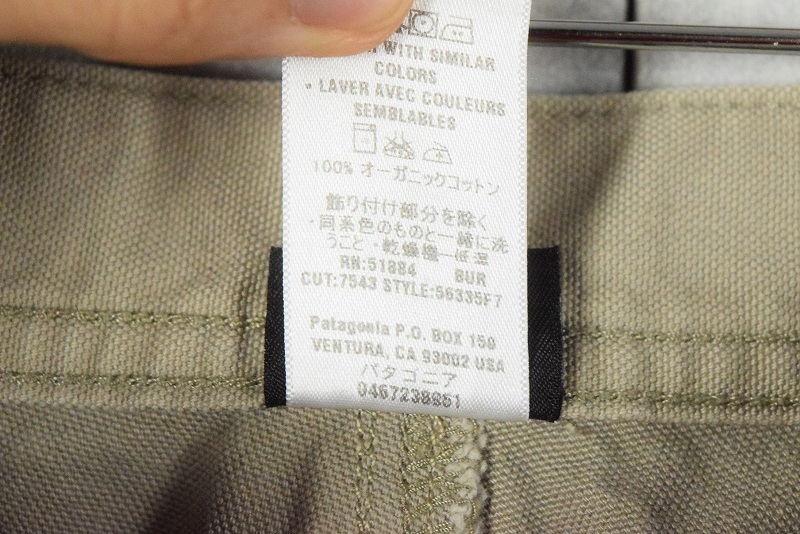 WITH SIMILAR
COLORS
• LAVER AVEC COULEURS
SEMBLABLES
100% オーガニックコットン
飾り付け部分を除く
・同系色のものと一緒に洗
うこと・乾燥機一低温
RN:51884 BUR
CUT:7543 STYLE:56335F7
Patagonia P.O. BOX 150
VENTURA, CA 93002 USA
パタゴニア